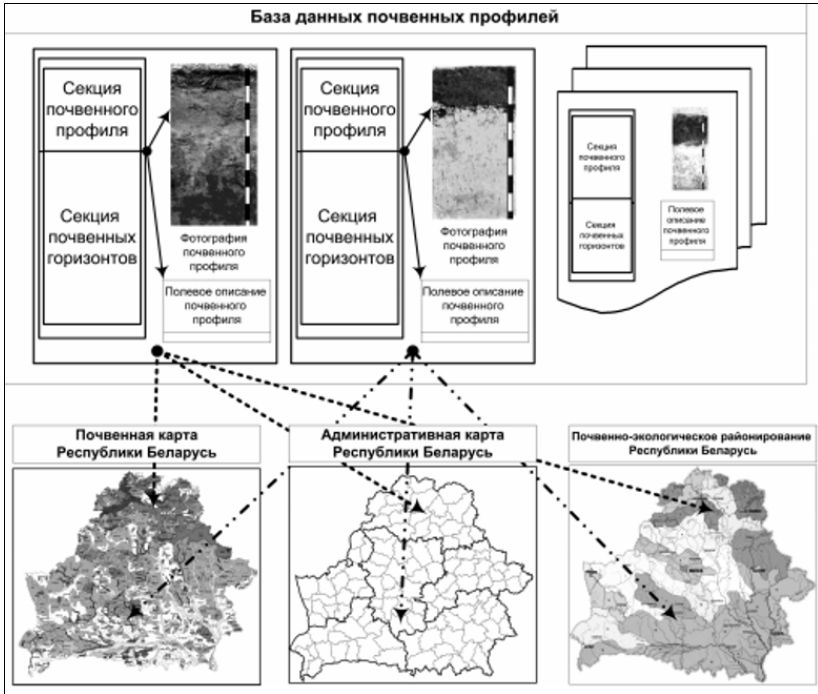 База данных почвенных профилей
Секция
почвенного
профиля
Секция
почвенных
горизонтов
Фотография
почвенного
профиля
Полевое описание
почвенного
профиля
Секция
почвенного
профиля
Секция
почвенных
горизонтов
Фотография
почвенного
профиля
Полевое описание
почвенного
профиля
Секция
почвенного
профиля
Секция
почвенных
горизонтов
Полевое
описание
почвенного
профиля
Почвенная карта
Республики Беларусь
Административная карта
Республики Беларусь
Почвенно-экологическое районирование
Республики Беларусь